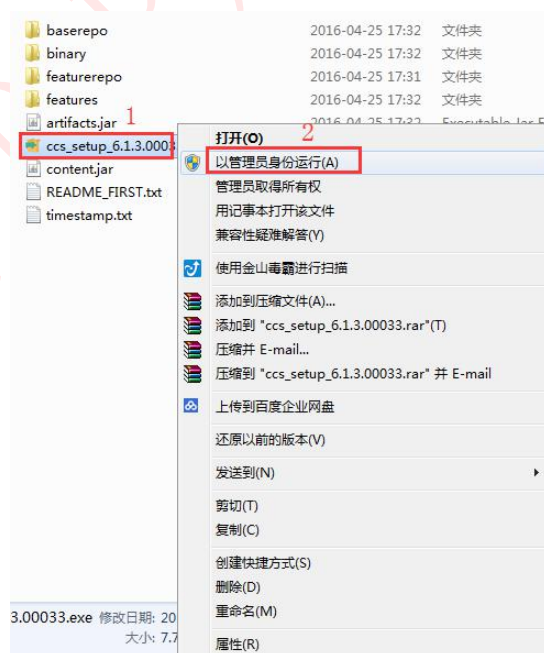 baserepo 2016-04-25 17:32 文件夹
binary 2016-04-25 17:32 文件夹
featurerepo 2016-04-25 17:31 文件夹
features 2016-04-25 17:32 文件夹
artifacts.jar 2016-04-25 17:32 Executable Jar F
1
ccs_setup_6.1.3.0003
content.jar
README_FIRST.txt
timestamp.txt
打开(O)
2
以管理员身份运行(A)
管理员取得所有权
用记事本打开该文件
兼容性疑难解答(Y)
使用金山毒霸进行扫描
添加到压缩文件(A)...
添加到 "ccs_setup_6.1.3.00033.rar"(T)
压缩并 E-mail...
压缩到 "ccs_setup_6.1.3.00033.rar" 并 E-mail
上传到百度企业网盘
还原以前的版本(V)
发送到(N)
剪切(T)
复制(C)
创建快捷方式(S)
删除(D)
重命名(M)
属性(R)
3.00033.exe 修改日期: 20
大小: 7.7